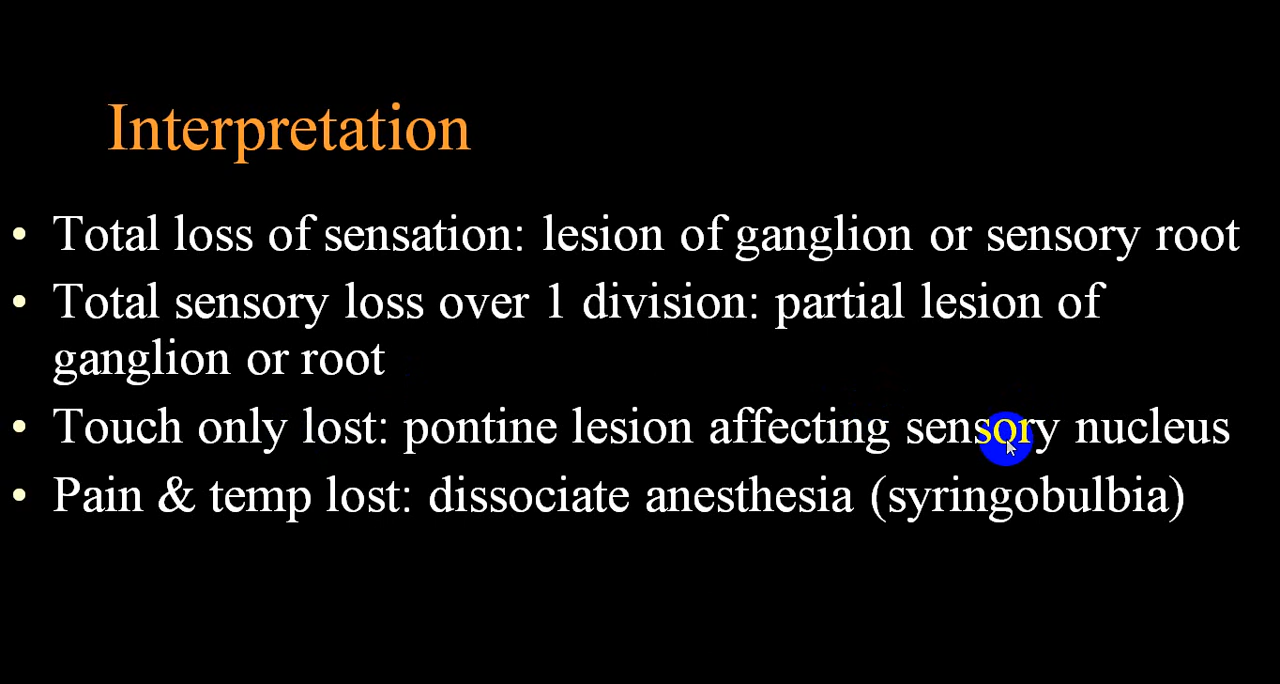 Interpretation
• Total loss of sensation: lesion of ganglion or sensory root
• Total sensory loss over 1 division: partial lesion of
ganglion or root
• Touch only lost: pontine lesion affecting sensory nucleus
• Pain & temp lost: dissociate anesthesia (syringobulbia)